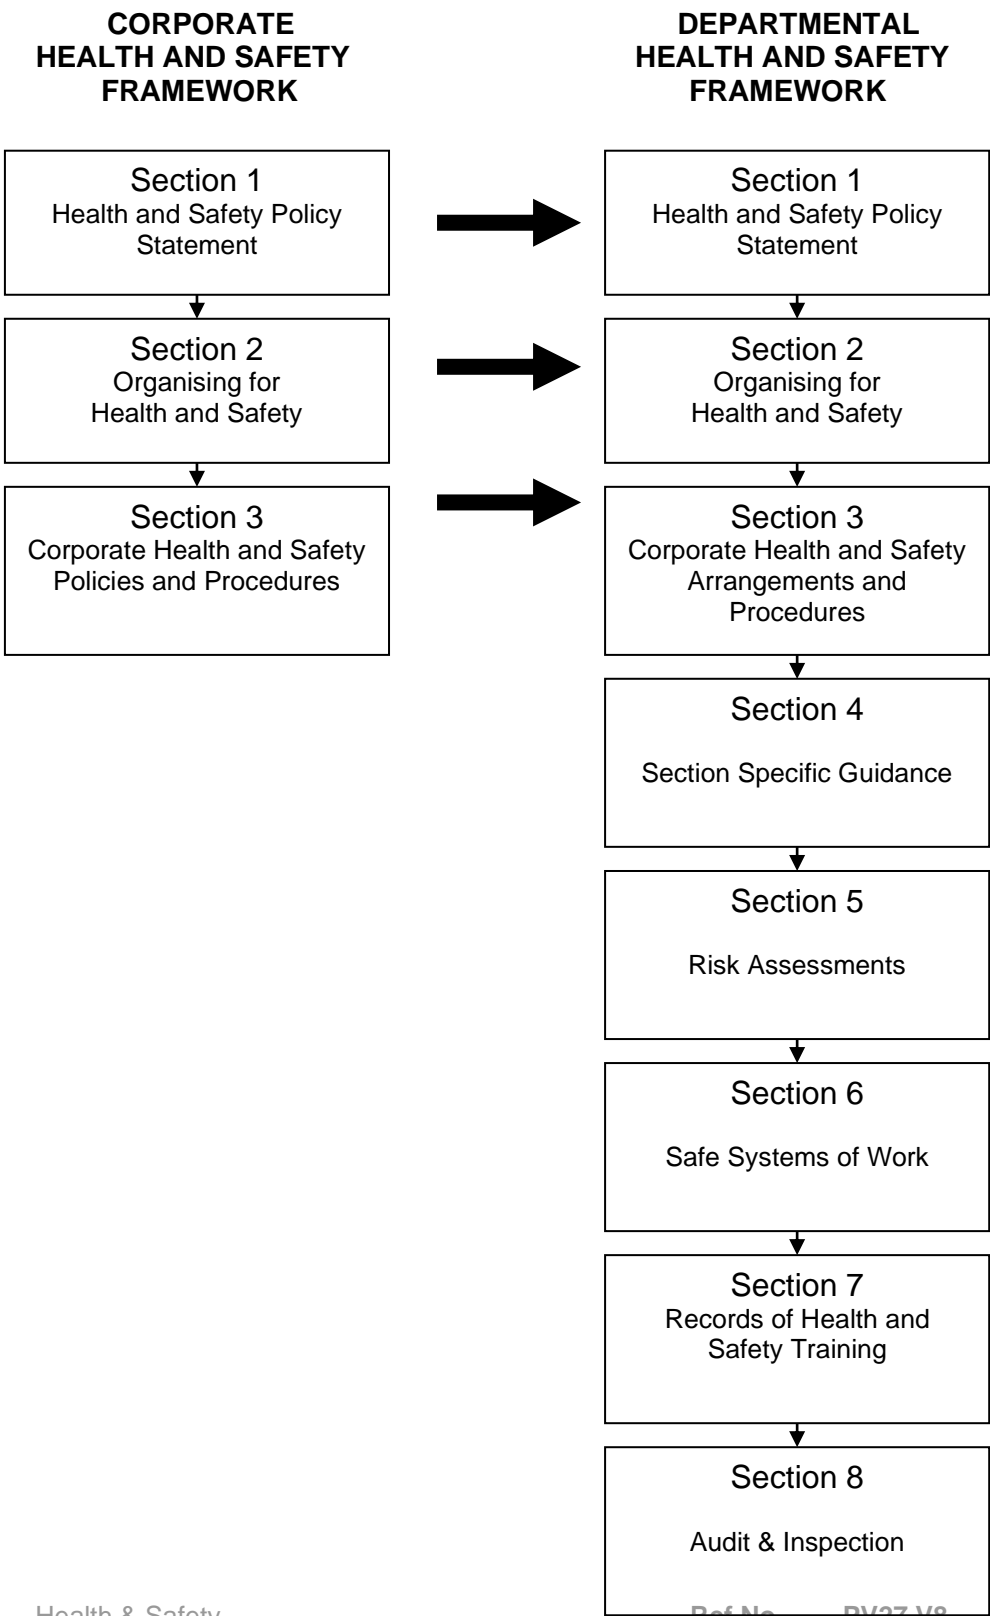 CORPORATE
HEALTH AND SAFETY
FRAMEWORK
DEPARTMENTAL
HEALTH AND SAFETY
FRAMEWORK
Section 1
Health and Safety Policy
Statement
Section 2
Organising for
Health and Safety
Section 3
Corporate Health and Safety
Policies and Procedures
Section 1
Health and Safety Policy
Statement
Section 2
Organising for
Health and Safety
Section 3
Corporate Health and Safety
Arrangements and
Procedures
Section 4
Section Specific Guidance
Section 5
Risk Assessments
Section 6
Safe Systems of Work
Section 7
Records of Health and
Safety Training
Section 8
Audit & Inspection
Health & Safety
Ref No